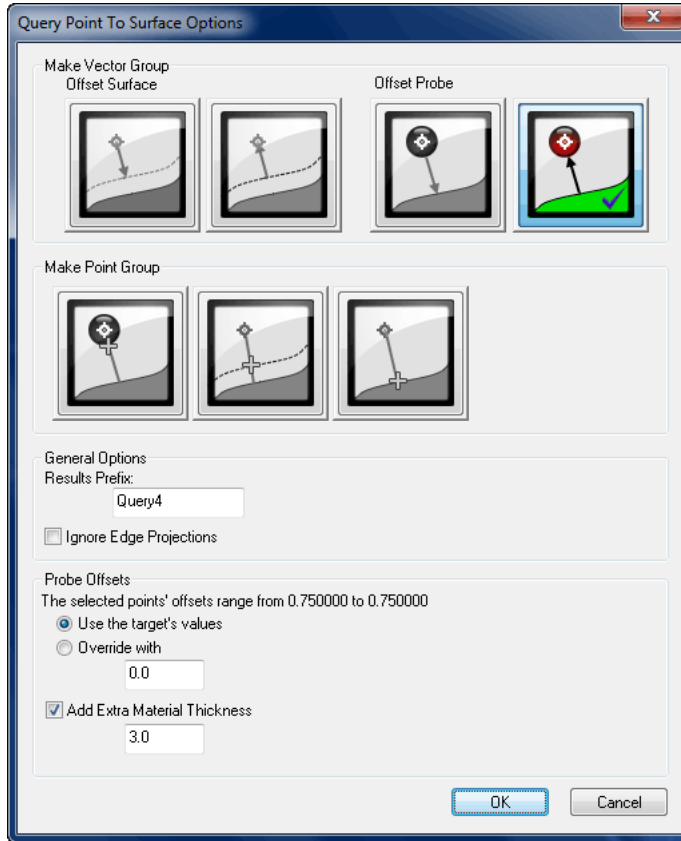 Query Point To Surface Options
Make Vector Group
Offset Surface
Offset Probe
Make Point Group
General Options
Results Prefix:
Query4
Ignore Edge Projections
Probe Offsets
The selected points' offsets range from 0.750000 to 0.750000
Use the target's values
Override with
0.0
Add Extra Material Thickness
3.0
OK
Cancel